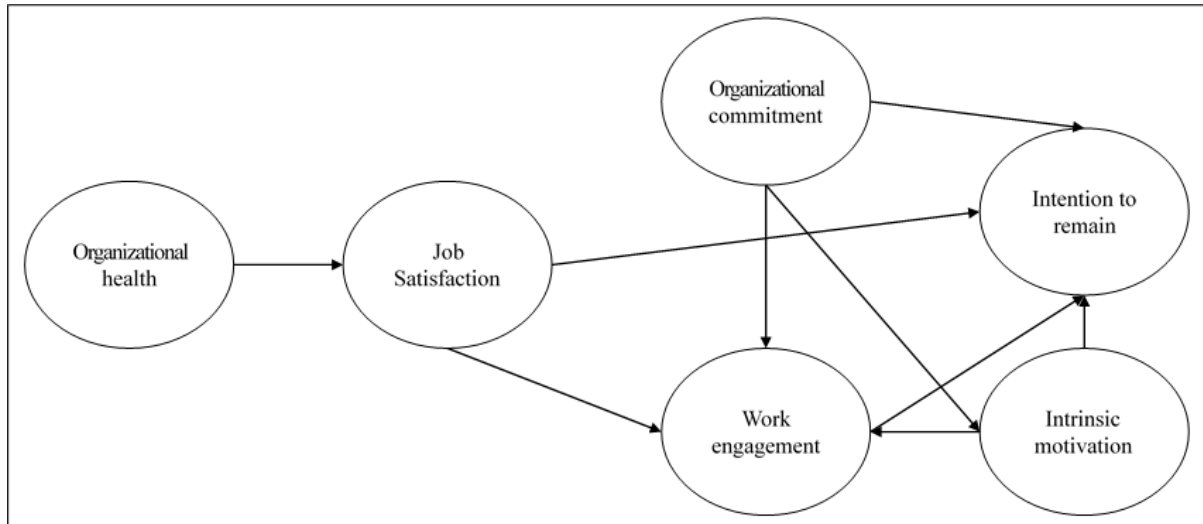 Organizational
commitment
Intention to
remain
Organizational
health
Job
Satisfaction
Work
engagement
Intrinsic
motivation